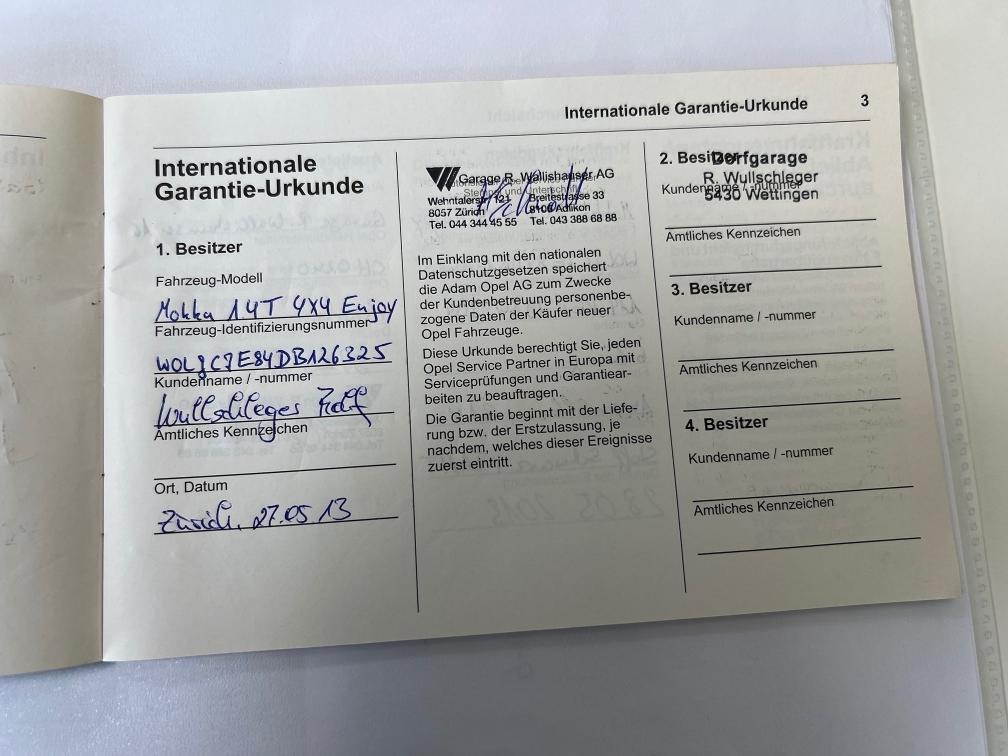 Internationale Garantie-Urkunde 3
Internationale
Garantie-Urkunde
1. Besitzer
Fahrzeug-Modell
Mokka 1.4T 4x4 Enjoy
Fahrzeug-Identifizierungsnummer
WOLJC7E84DB126325
Kundenname / -nummer
Wullschleger Rolf
Amtliches Kennzeichen
Ort, Datum
Zürich, 27.05 13
Garage R. Wallishauser AG
Stempel und Unterschrift
Wehntalerstr. 121 Breitestrasse 33
8057 Zürich 8106 Adlikon
Tel. 044 344 45 55 Tel. 043 388 68 88
Im Einklang mit den nationalen
Datenschutzgesetzen speichert
die Adam Opel AG zum Zwecke
der Kundenbetreuung personenbe-
zogene Daten der Käufer neuer
Opel Fahrzeuge.
Diese Urkunde berechtigt Sie, jeden
Opel Service Partner in Europa mit
Serviceprüfungen und Garantiear-
beiten zu beauftragen.
Die Garantie beginnt mit der Liefe-
rung bzw. der Erstzulassung, je
nachdem, welches dieser Ereignisse
zuerst eintritt.
2. Besitzer
Dorfgarage
R. Wullschleger
Kundenname / -nummer
5430 Wettingen
Amtliches Kennzeichen
3. Besitzer
Kundenname / -nummer
Amtliches Kennzeichen
4. Besitzer
Kundenname / -nummer
Amtliches Kennzeichen